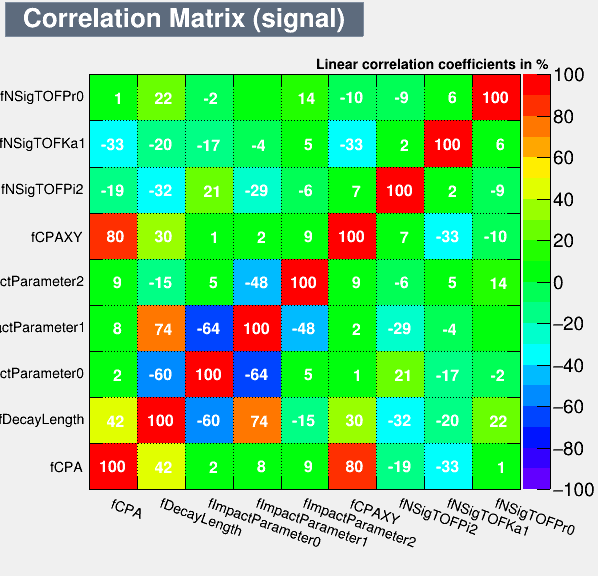 Correlation Matrix (signal)
Linear correlation coefficients in %
fNSigTOFPr0 1 22 -2 14 -10 -9 6 100
fNSigTOFKa1 -33 -20 -17 -4 5 -33 2 100 6
fNSigTOFPi2 -19 -32 21 -29 -6 7 100 2 -9
fCPAXY 80 30 1 2 9 100 7 -33 -10
ctParameter2 9 -15 5 -48 100 9 -6 5 14
actParameter1 8 74 -64 100 -48 2 -29 -4
ctParameter0 2 -60 100 -64 5 1 21 -17 -2
fDecayLength 42 100 -60 74 -15 30 -32 -20 22
fCPA 100 42 2 8 9 80 -19 -33 1
fCPA fDecayLength fImpactParameter0 fImpactParameter1 fImpactParameter2 fCPAXY fNSigTOFPi2 fNSigTOFKa1 fNSigTOFPr0
100
80
60
40
20
0
−20
−40
−60
−80
−100